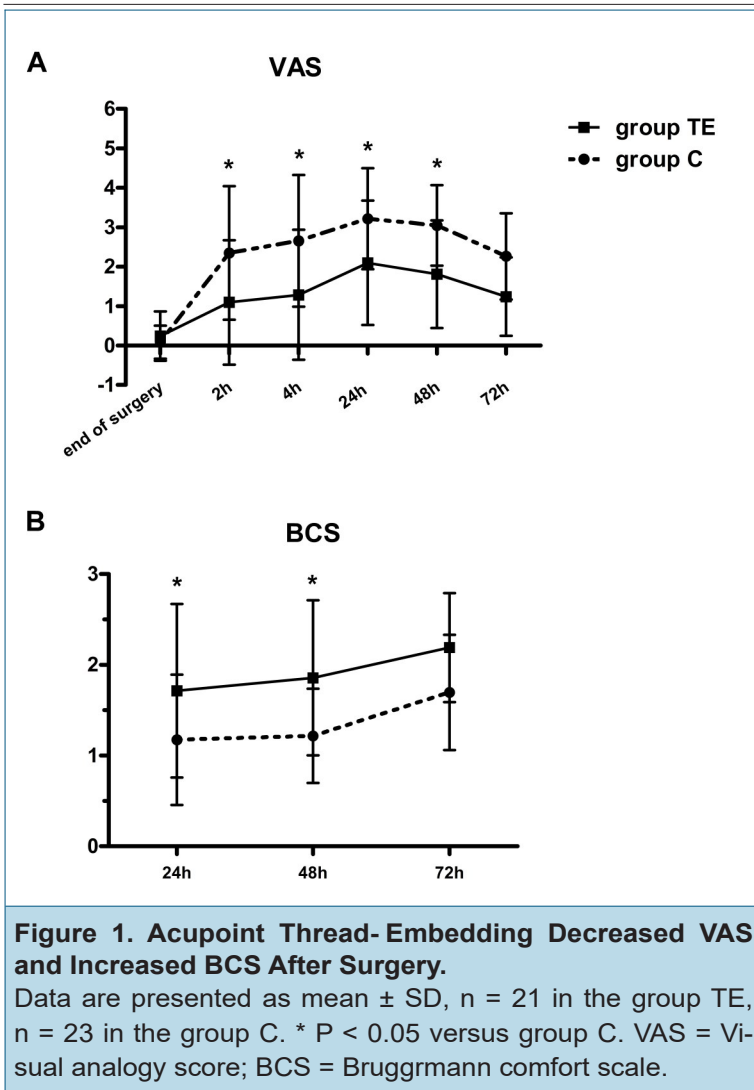 A
VAS
6
5
4
3
2
1
0
-1
* * * *
end of surgery 2h 4h 24h 48h 72h
group TE
group C
B
BCS
3
2
1
0
* *
24h 48h 72h
Figure 1. Acupoint Thread-Embedding Decreased VAS
and Increased BCS After Surgery.
Data are presented as mean ± SD, n = 21 in the group TE,
n = 23 in the group C. * P < 0.05 versus group C. VAS = Vi-
sual analogy score; BCS = Bruggrmann comfort scale.